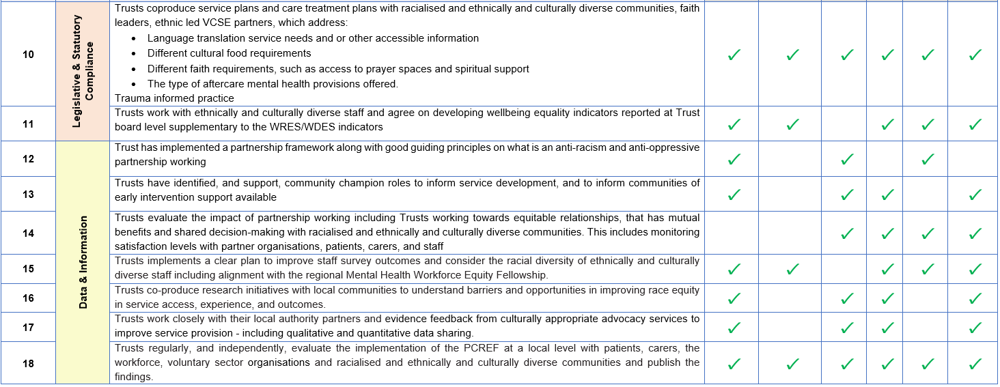 10
Legislative & Statutory
Compliance
Trusts coproduce service plans and care treatment plans with racialised and ethnically and culturally diverse communities, faith
leaders, ethnic led VCSE partners, which address:
• Language translation service needs and or other accessible information
• Different cultural food requirements
• Different faith requirements, such as access to prayer spaces and spiritual support
• The type of aftercare mental health provisions offered.
Trauma informed practice
✓ ✓ ✓ ✓ ✓ ✓
11
Trusts work with ethnically and culturally diverse staff and agree on developing wellbeing equality indicators reported at Trust
board level supplementary to the WRES/WDES indicators
✓ ✓ ✓ ✓ ✓
Data & Information
12
Trust has implemented a partnership framework along with good guiding principles on what is an anti-racism and anti-oppressive
partnership working
✓ ✓ ✓
13
Trusts have identified, and support, community champion roles to inform service development, and to inform communities of
early intervention support available
✓ ✓ ✓ ✓
14
Trusts evaluate the impact of partnership working including Trusts working towards equitable relationships, that has mutual
benefits and shared decision-making with racialised and ethnically and culturally diverse communities. This includes monitoring
satisfaction levels with partner organisations, patients, carers, and staff
✓ ✓ ✓ ✓
15
Trusts implements a clear plan to improve staff survey outcomes and consider the racial diversity of ethnically and culturally
diverse staff including alignment with the regional Mental Health Workforce Equity Fellowship.
✓ ✓ ✓ ✓ ✓
16
Trusts co-produce research initiatives with local communities to understand barriers and opportunities in improving race equity
in service access, experience, and outcomes.
✓ ✓ ✓ ✓
17
Trusts work closely with their local authority partners and evidence feedback from culturally appropriate advocacy services to
improve service provision - including qualitative and quantitative data sharing.
✓ ✓ ✓ ✓
18
Trusts regularly, and independently, evaluate the implementation of the PCREF at a local level with patients, carers, the
workforce, voluntary sector organisations and racialised and ethnically and culturally diverse communities and publish the
findings.
✓ ✓ ✓ ✓ ✓ ✓